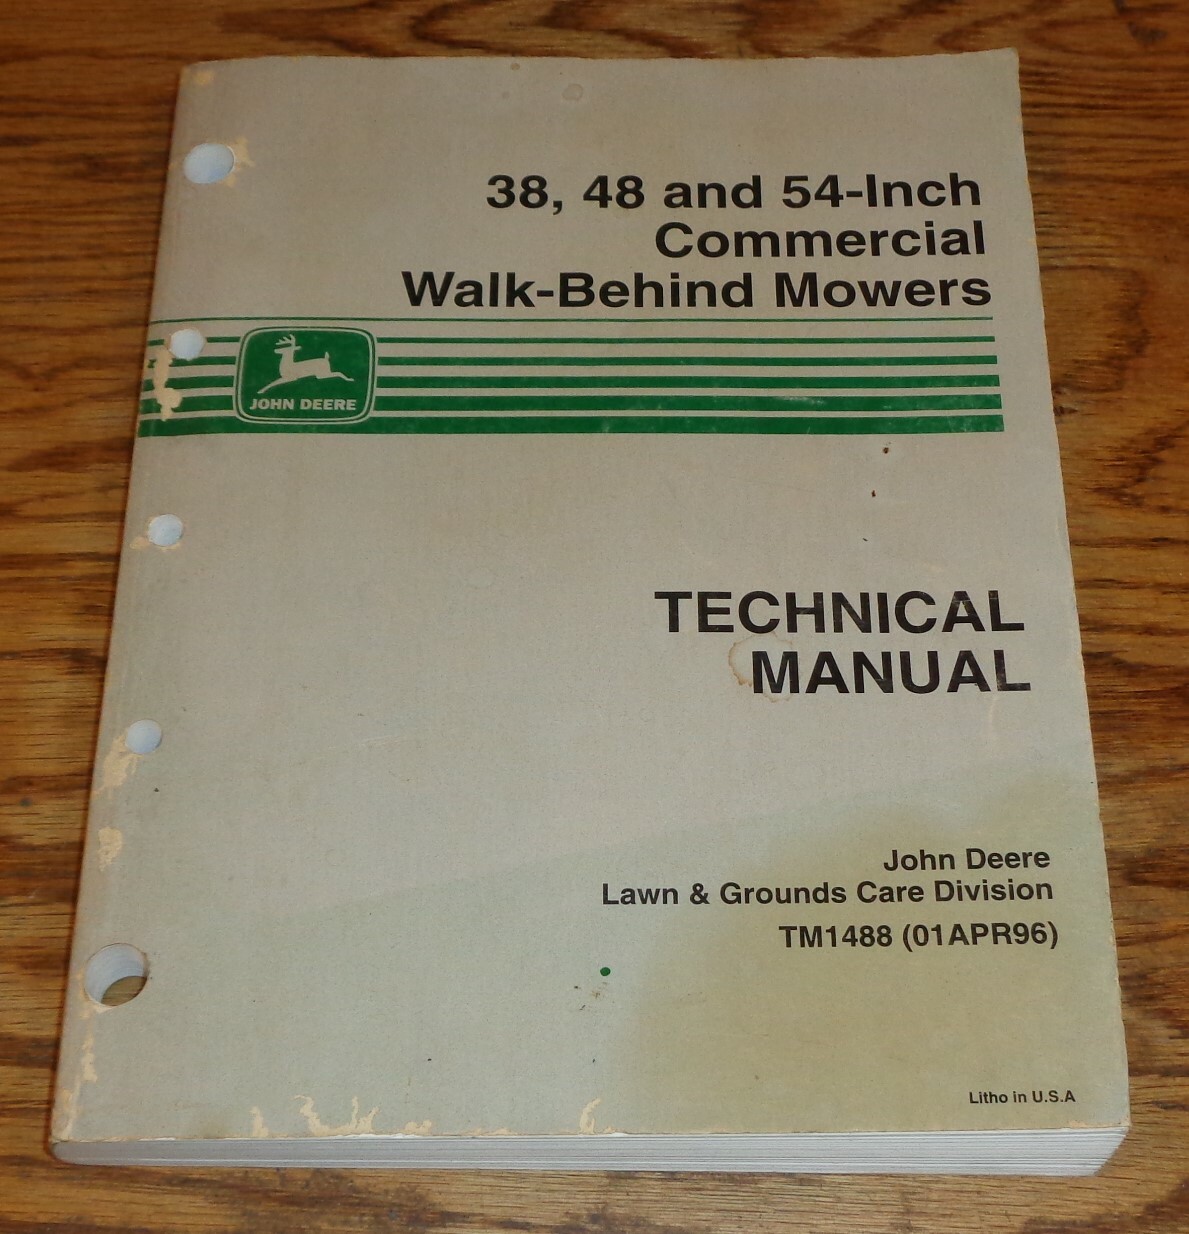 38, 48 and 54-Inch
Commercial
Walk-Behind Mowers
JOHN DEERE
TECHNICAL
MANUAL
John Deere
Lawn & Grounds Care Division
TM1488 (01APR96)
Litho in U.S.A